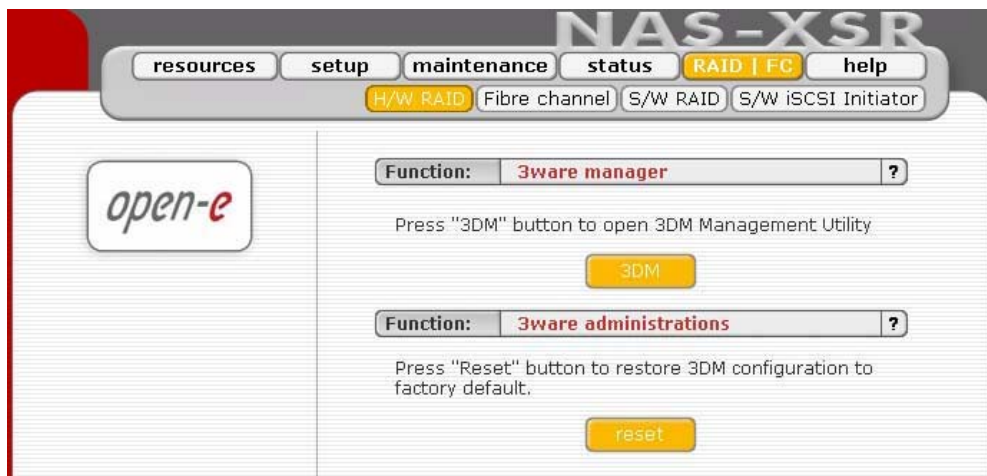 NAS-XSR
resources setup maintenance status RAID | FC help
H/W RAID Fibre channel S/W RAID S/W iSCSI Initiator
open-e
Function: 3ware manager ?
Press "3DM" button to open 3DM Management Utility
3DM
Function: 3ware administrations ?
Press "Reset" button to restore 3DM configuration to
factory default.
reset